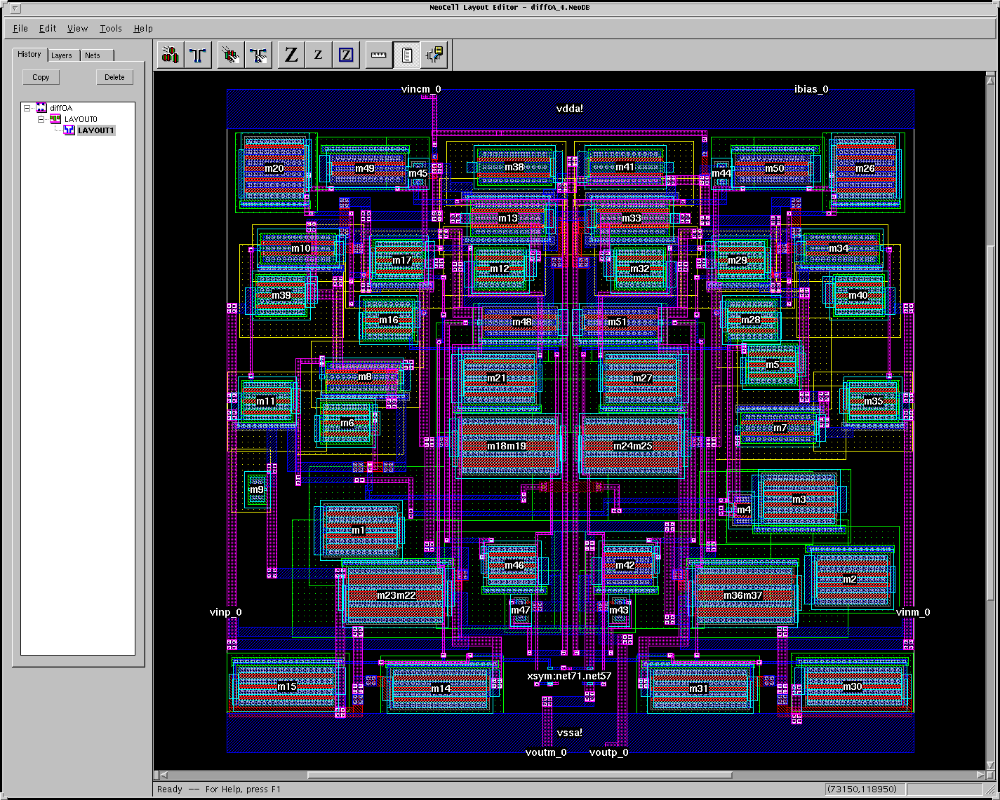 NeoCell Layout Editor - diffOA_4.NeoDB
File Edit View Tools Help
History Layers Nets
Z Z Z
Copy Delete
diffOA
LAYOUT0
LAYOUT1
vincm_0 ibias_0
vdda!
m20 m49 m45 m38 m41 m44 m50 m26
m13 m33
m10 m17 m12 m32 m29 m34
m39 m40
m16 m48 m51 m28
m8 m21 m27 m5
m11 m35
m6 m7
m18m19 m24m25
m9 m3
m4
m1
m46 m42 m2
m23m22 m36m37
m47 m43
vinp_0 vinm_0
xsym:net71.net57
m15 m14 m31 m30
vssa!
voutm_0 voutp_0
Ready -- For Help, press F1 (73150,118950)